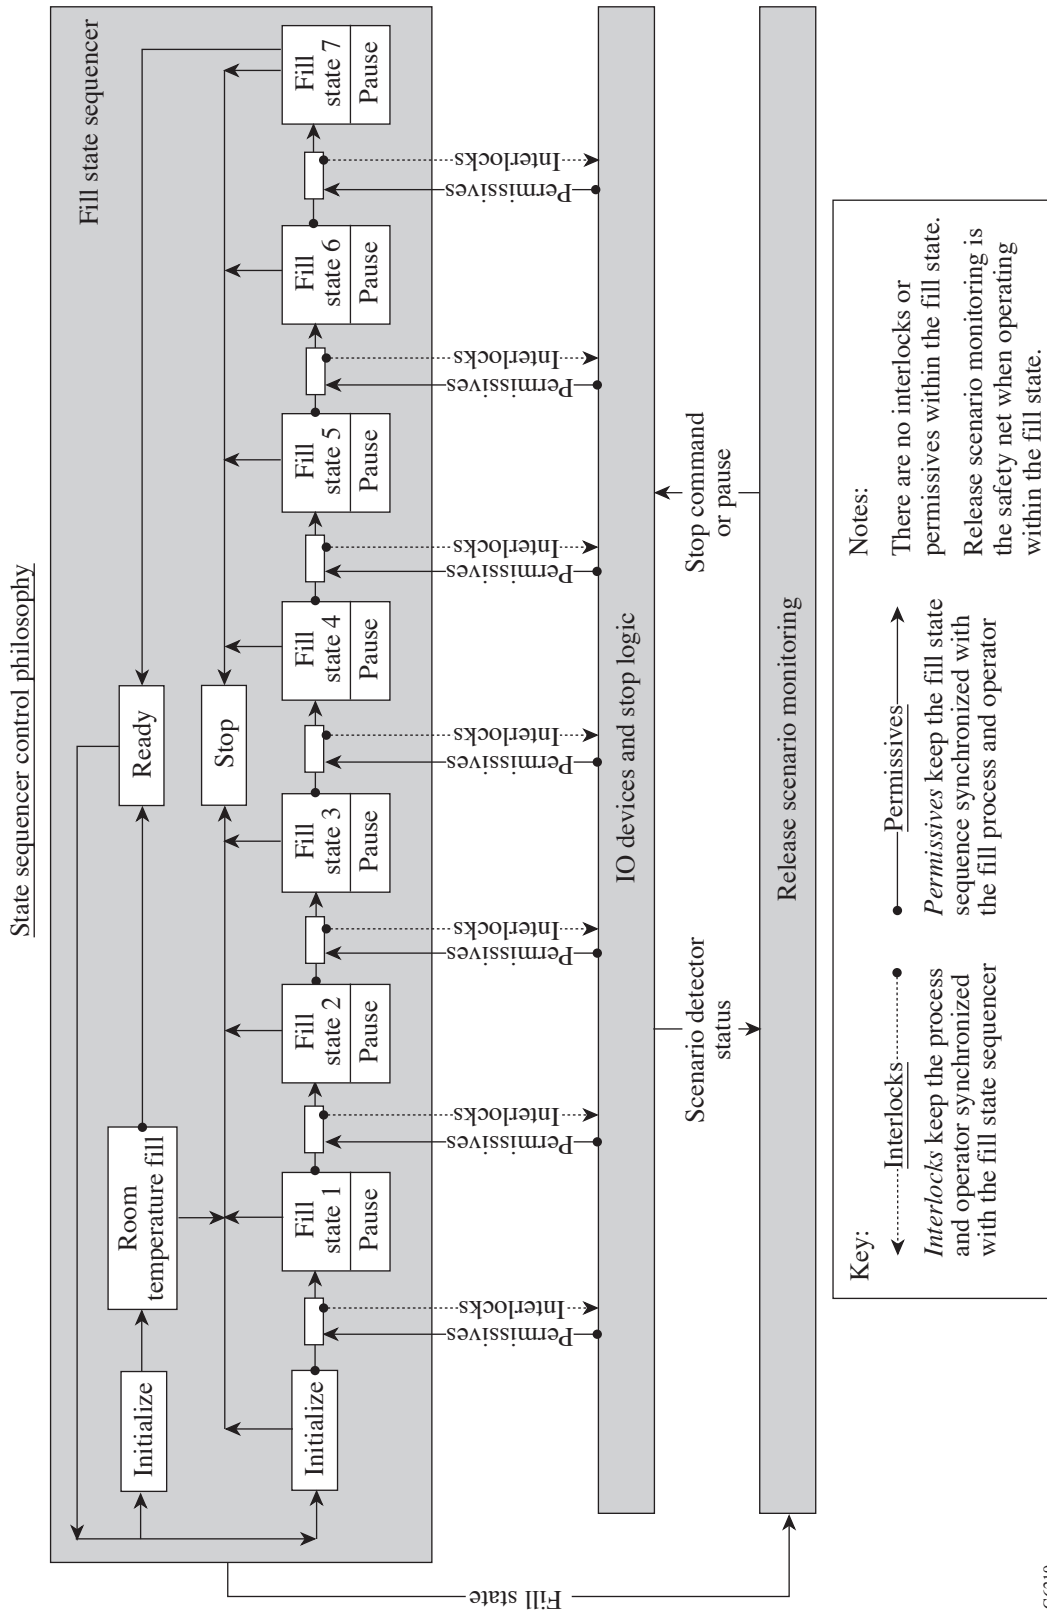 State sequencer control philosophy
Fill state sequencer
Initialize
Room
temperature fill
Ready
Stop
Initialize
Fill
state 1
Pause
Fill
state 2
Pause
Fill
state 3
Pause
Fill
state 4
Pause
Fill
state 5
Pause
Fill
state 6
Pause
Fill
state 7
Pause
Permissives
Interlocks
Permissives
Interlocks
Permissives
Interlocks
Permissives
Interlocks
Permissives
Interlocks
Permissives
Interlocks
Permissives
Interlocks
Fill state
IO devices and stop logic
Scenario detector
status
Stop command
or pause
Release scenario monitoring
Key:
Interlocks
Interlocks keep the process
and operator synchronized
with the fill state sequencer
Permissives
Permissives keep the fill state
sequence synchronized with
the fill process and operator
Notes:
There are no interlocks or
permissives within the fill state.
Release scenario monitoring is
the safety net when operating
within the fill state.